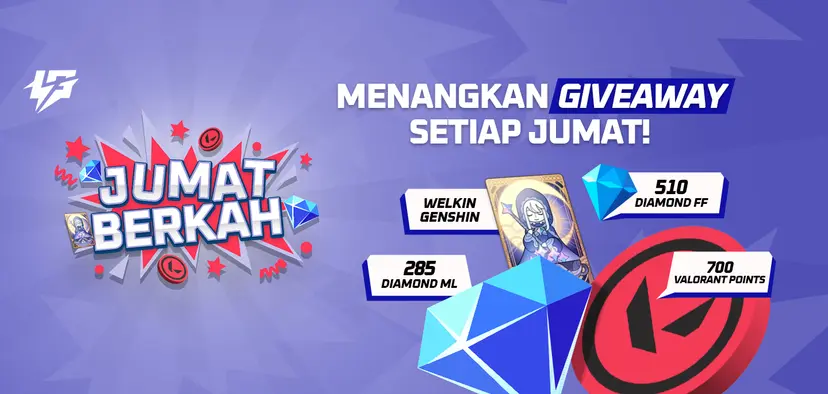 JUMAT
BERKAH
MENANGKAN GIVEAWAY
SETIAP JUMAT!
WELKIN
GENSHIN
510
DIAMOND FF
285
DIAMOND ML
700
VALORANT POINTS